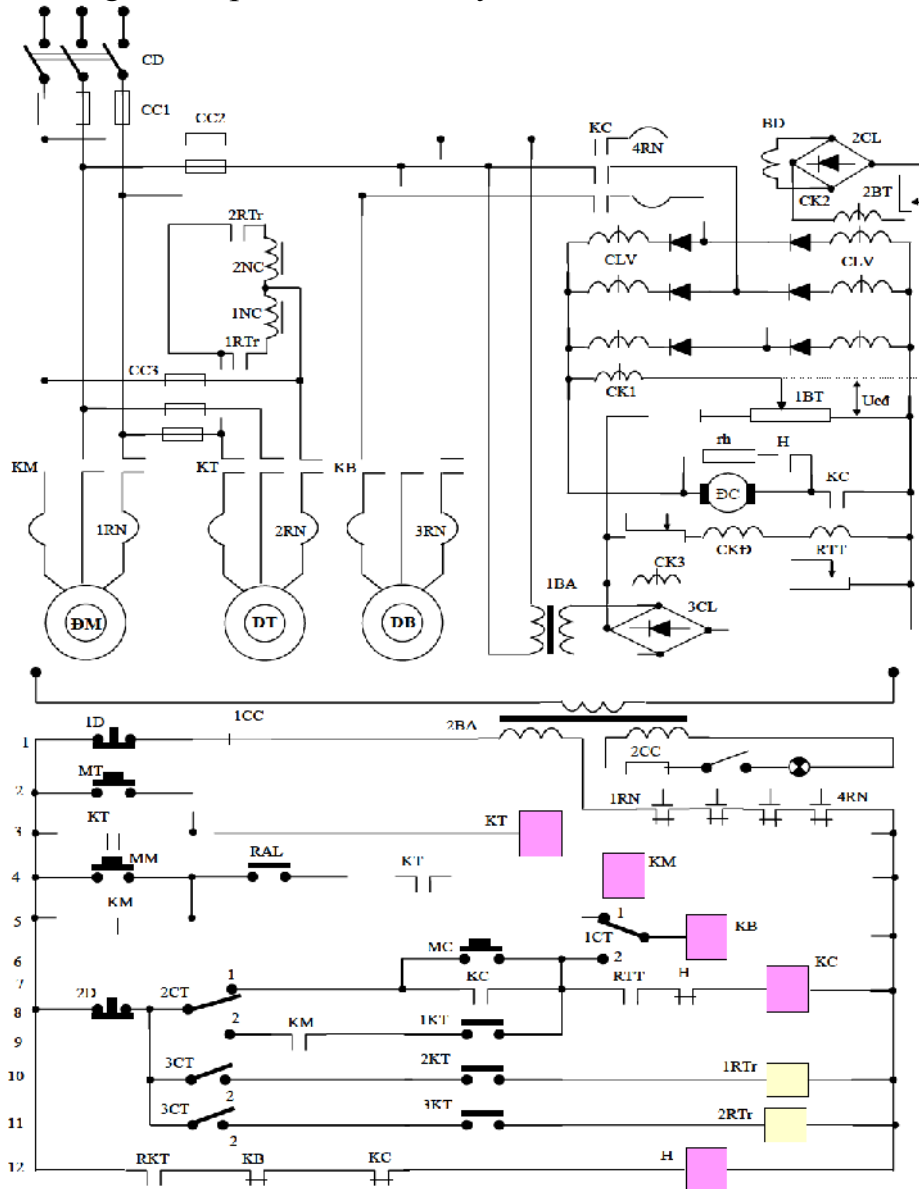 CD
CC1
CC2
KC
4RN
BD
2CL
CK2
2BT
2RTr
2NC
CLV
CLV
1NC
1RTr
CC3
CK1
1BT
Ucđ
rh
H
KM
KT
KB
ĐC
KC
1RN
2RN
3RN
CKĐ
RTT
CK3
1BA
3CL
ĐM
DT
DB
1D
1CC
2BA
1
2CC
MT
2
1RN
4RN
KT
KT
3
MM
RAL
KT
KM
4
KM
1
5
1CT
KB
MC
2
6
1
KC
RTT
H
KC
7
2D
2CT
8
2
KM
1KT
9
3CT
2KT
1RTr
10
2
3CT
3KT
2RTr
11
2
RKT
KB
KC
H
12